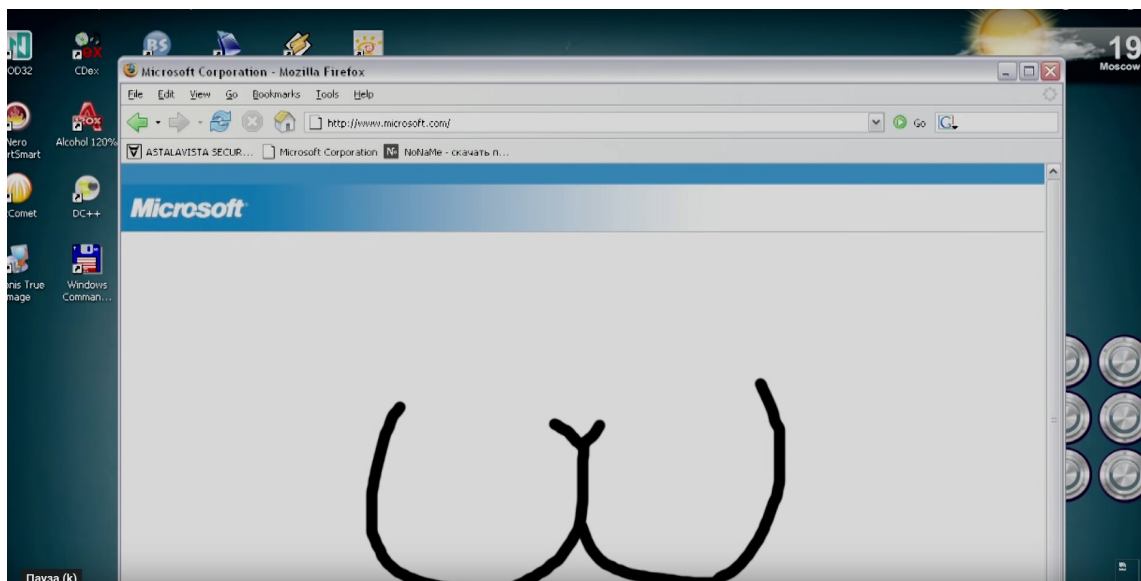 19
Moscow
OD32
CDex
Microsoft Corporation - Mozilla Firefox
File Edit View Go Bookmarks Tools Help
http://www.microsoft.com/
Go
G
Nero
rtSmart
Alcohol 120%
ASTALAVISTA SECUR...
Microsoft Corporation
NoNaMe - скачать п...
Microsoft
Comet
DC++
onis True
mage
Windows
Comman...
Пауза (k)